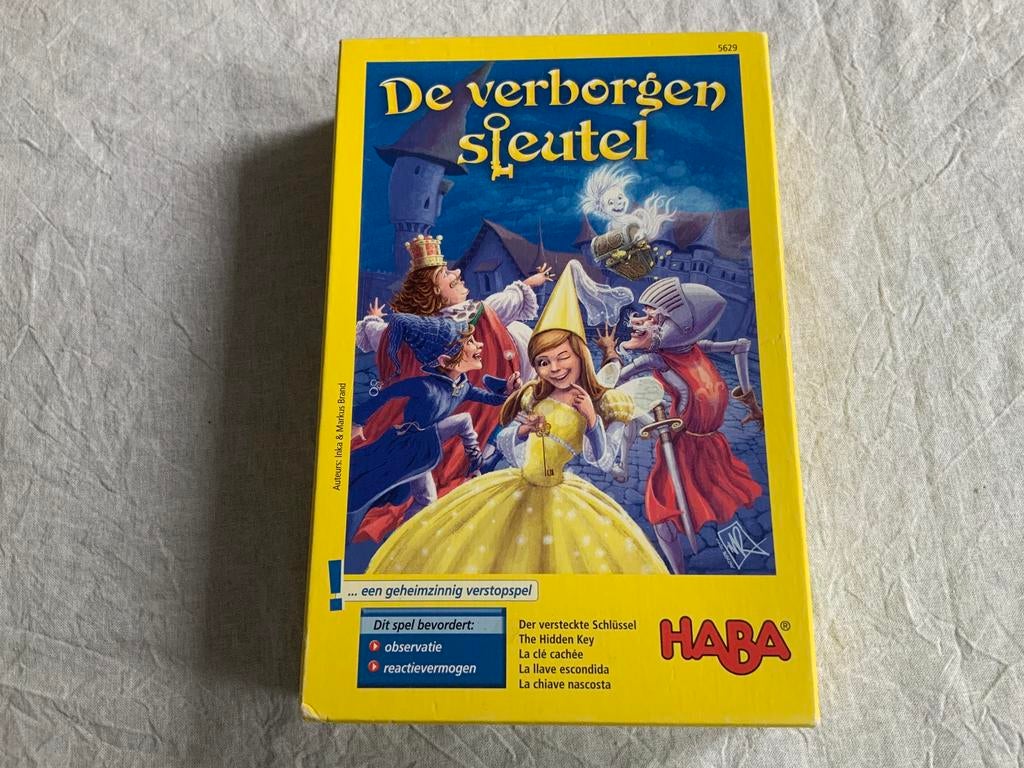 5629
De verborgen
sleutel
Auteurs: Inka & Markus Brand
! ... een geheimzinnig verstopspel
Dit spel bevordert:
observatie
reactievermogen
Der versteckte Schlüssel
The Hidden Key
La clé cachée
La llave escondida
La chiave nascosta
HABA®